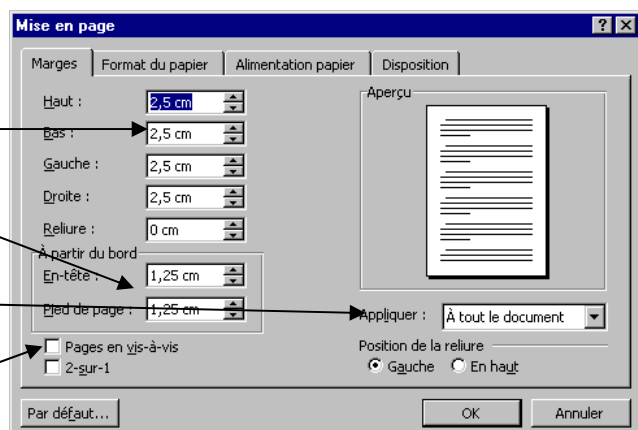 Mise en page
Marges Format du papier Alimentation papier Disposition
Haut : 2,5 cm
Bas : 2,5 cm
Gauche : 2,5 cm
Droite : 2,5 cm
Reliure : 0 cm
À partir du bord
En-tête : 1,25 cm
Pied de page : 1,25 cm
Pages en vis-à-vis
2-sur-1
Aperçu
Appliquer : À tout le document
Position de la reliure
Gauche En haut
Par défaut... OK Annuler